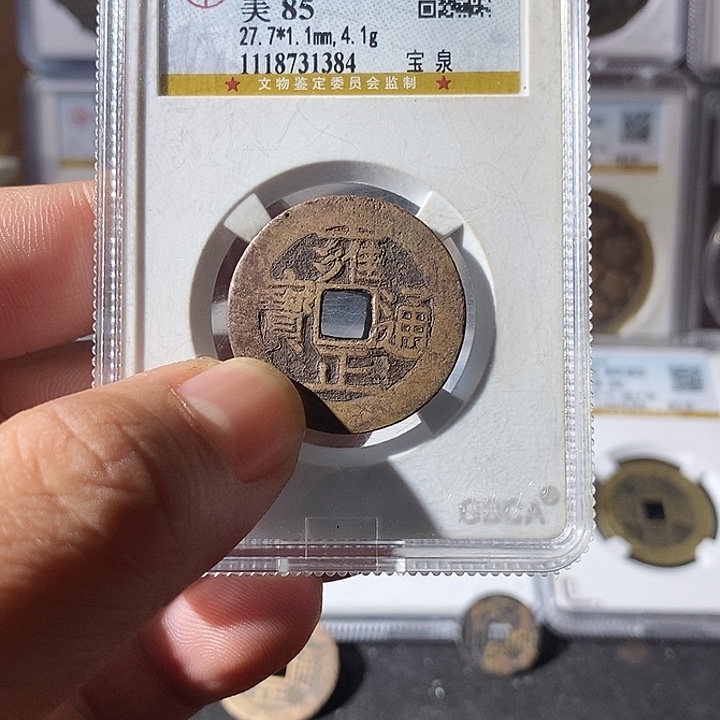 美 85
27.7*1.1mm,4.1g
1118731384 宝 泉
★ 文物鉴定委员会监制 ★
雍
寶 通
正
GBCA